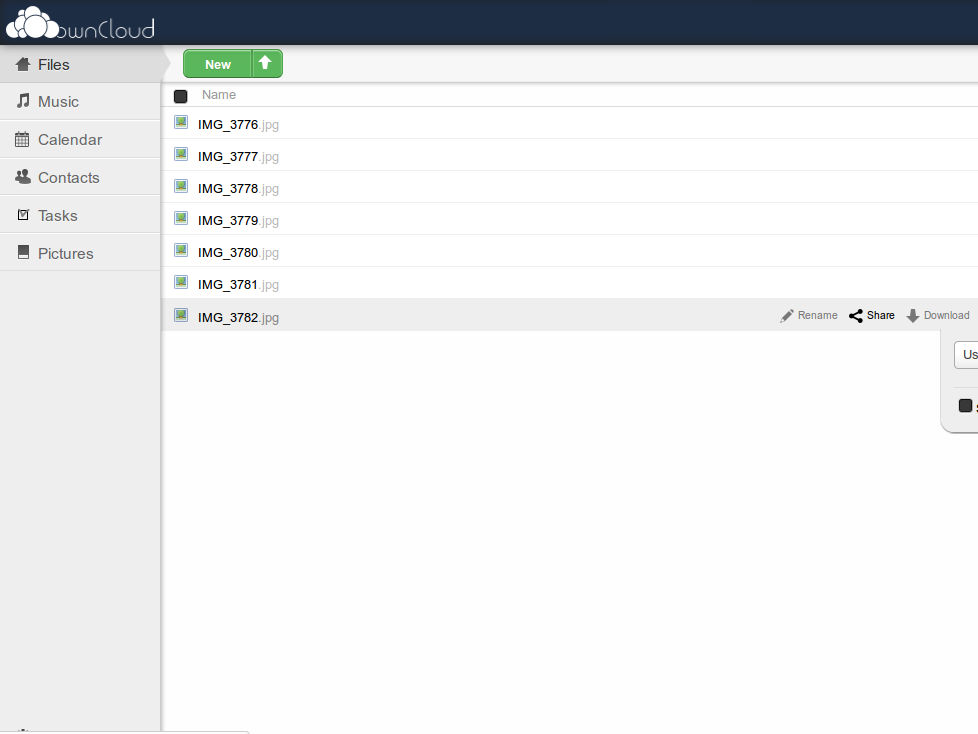 ownCloud
Files
New
Music
Name
Calendar
IMG_3776.jpg
Contacts
IMG_3777.jpg
Tasks
IMG_3778.jpg
Pictures
IMG_3779.jpg
IMG_3780.jpg
IMG_3781.jpg
IMG_3782.jpg Rename Share Download
Us